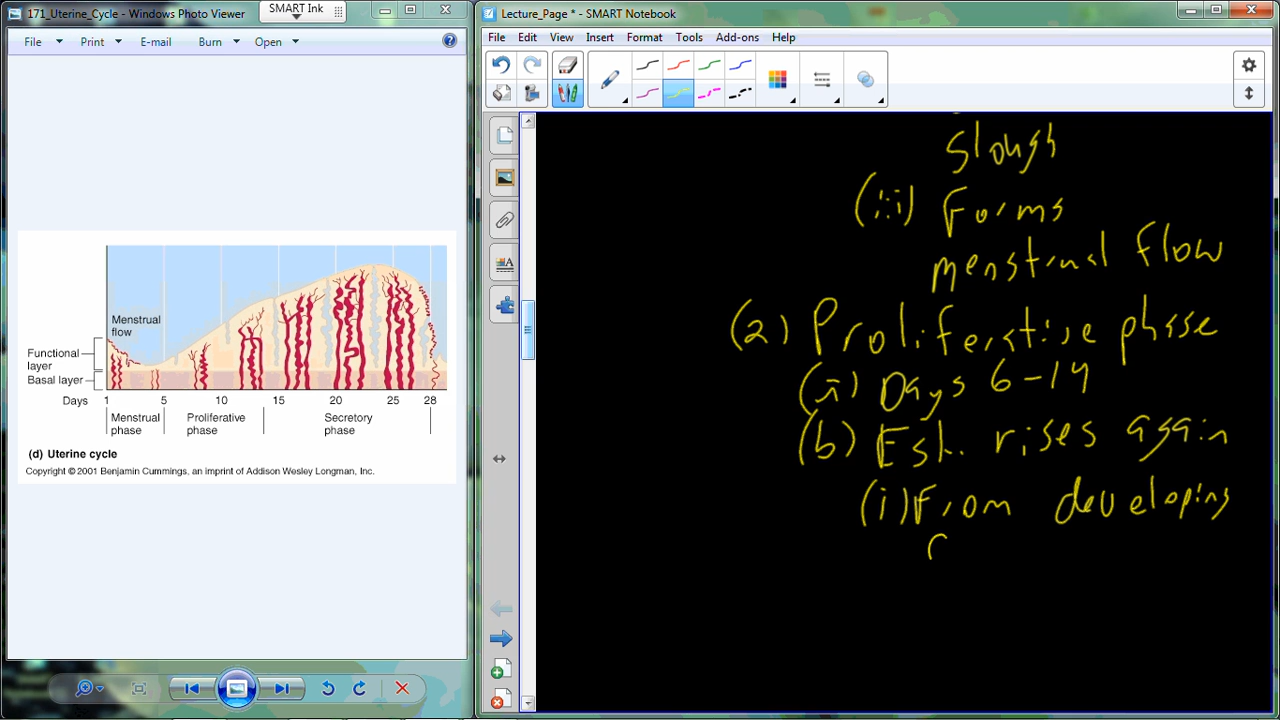 171_Uterine_Cycle - Windows Photo Viewer
SMART Ink
File Print E-mail Burn Open
Menstrual
flow
Functional
layer
Basal layer
Days 1 5 10 15 20 25 28
Menstrual
phase
Proliferative
phase
Secretory
phase
(d) Uterine cycle
Copyright © 2001 Benjamin Cummings, an imprint of Addison Wesley Longman, Inc.
Lecture_Page * - SMART Notebook
File Edit View Insert Format Tools Add-ons Help
slough
(iii) Forms
menstrual flow
(2) Proliferative phase
(a) Days 6-14
(b) Est. rises again
(i) From developing